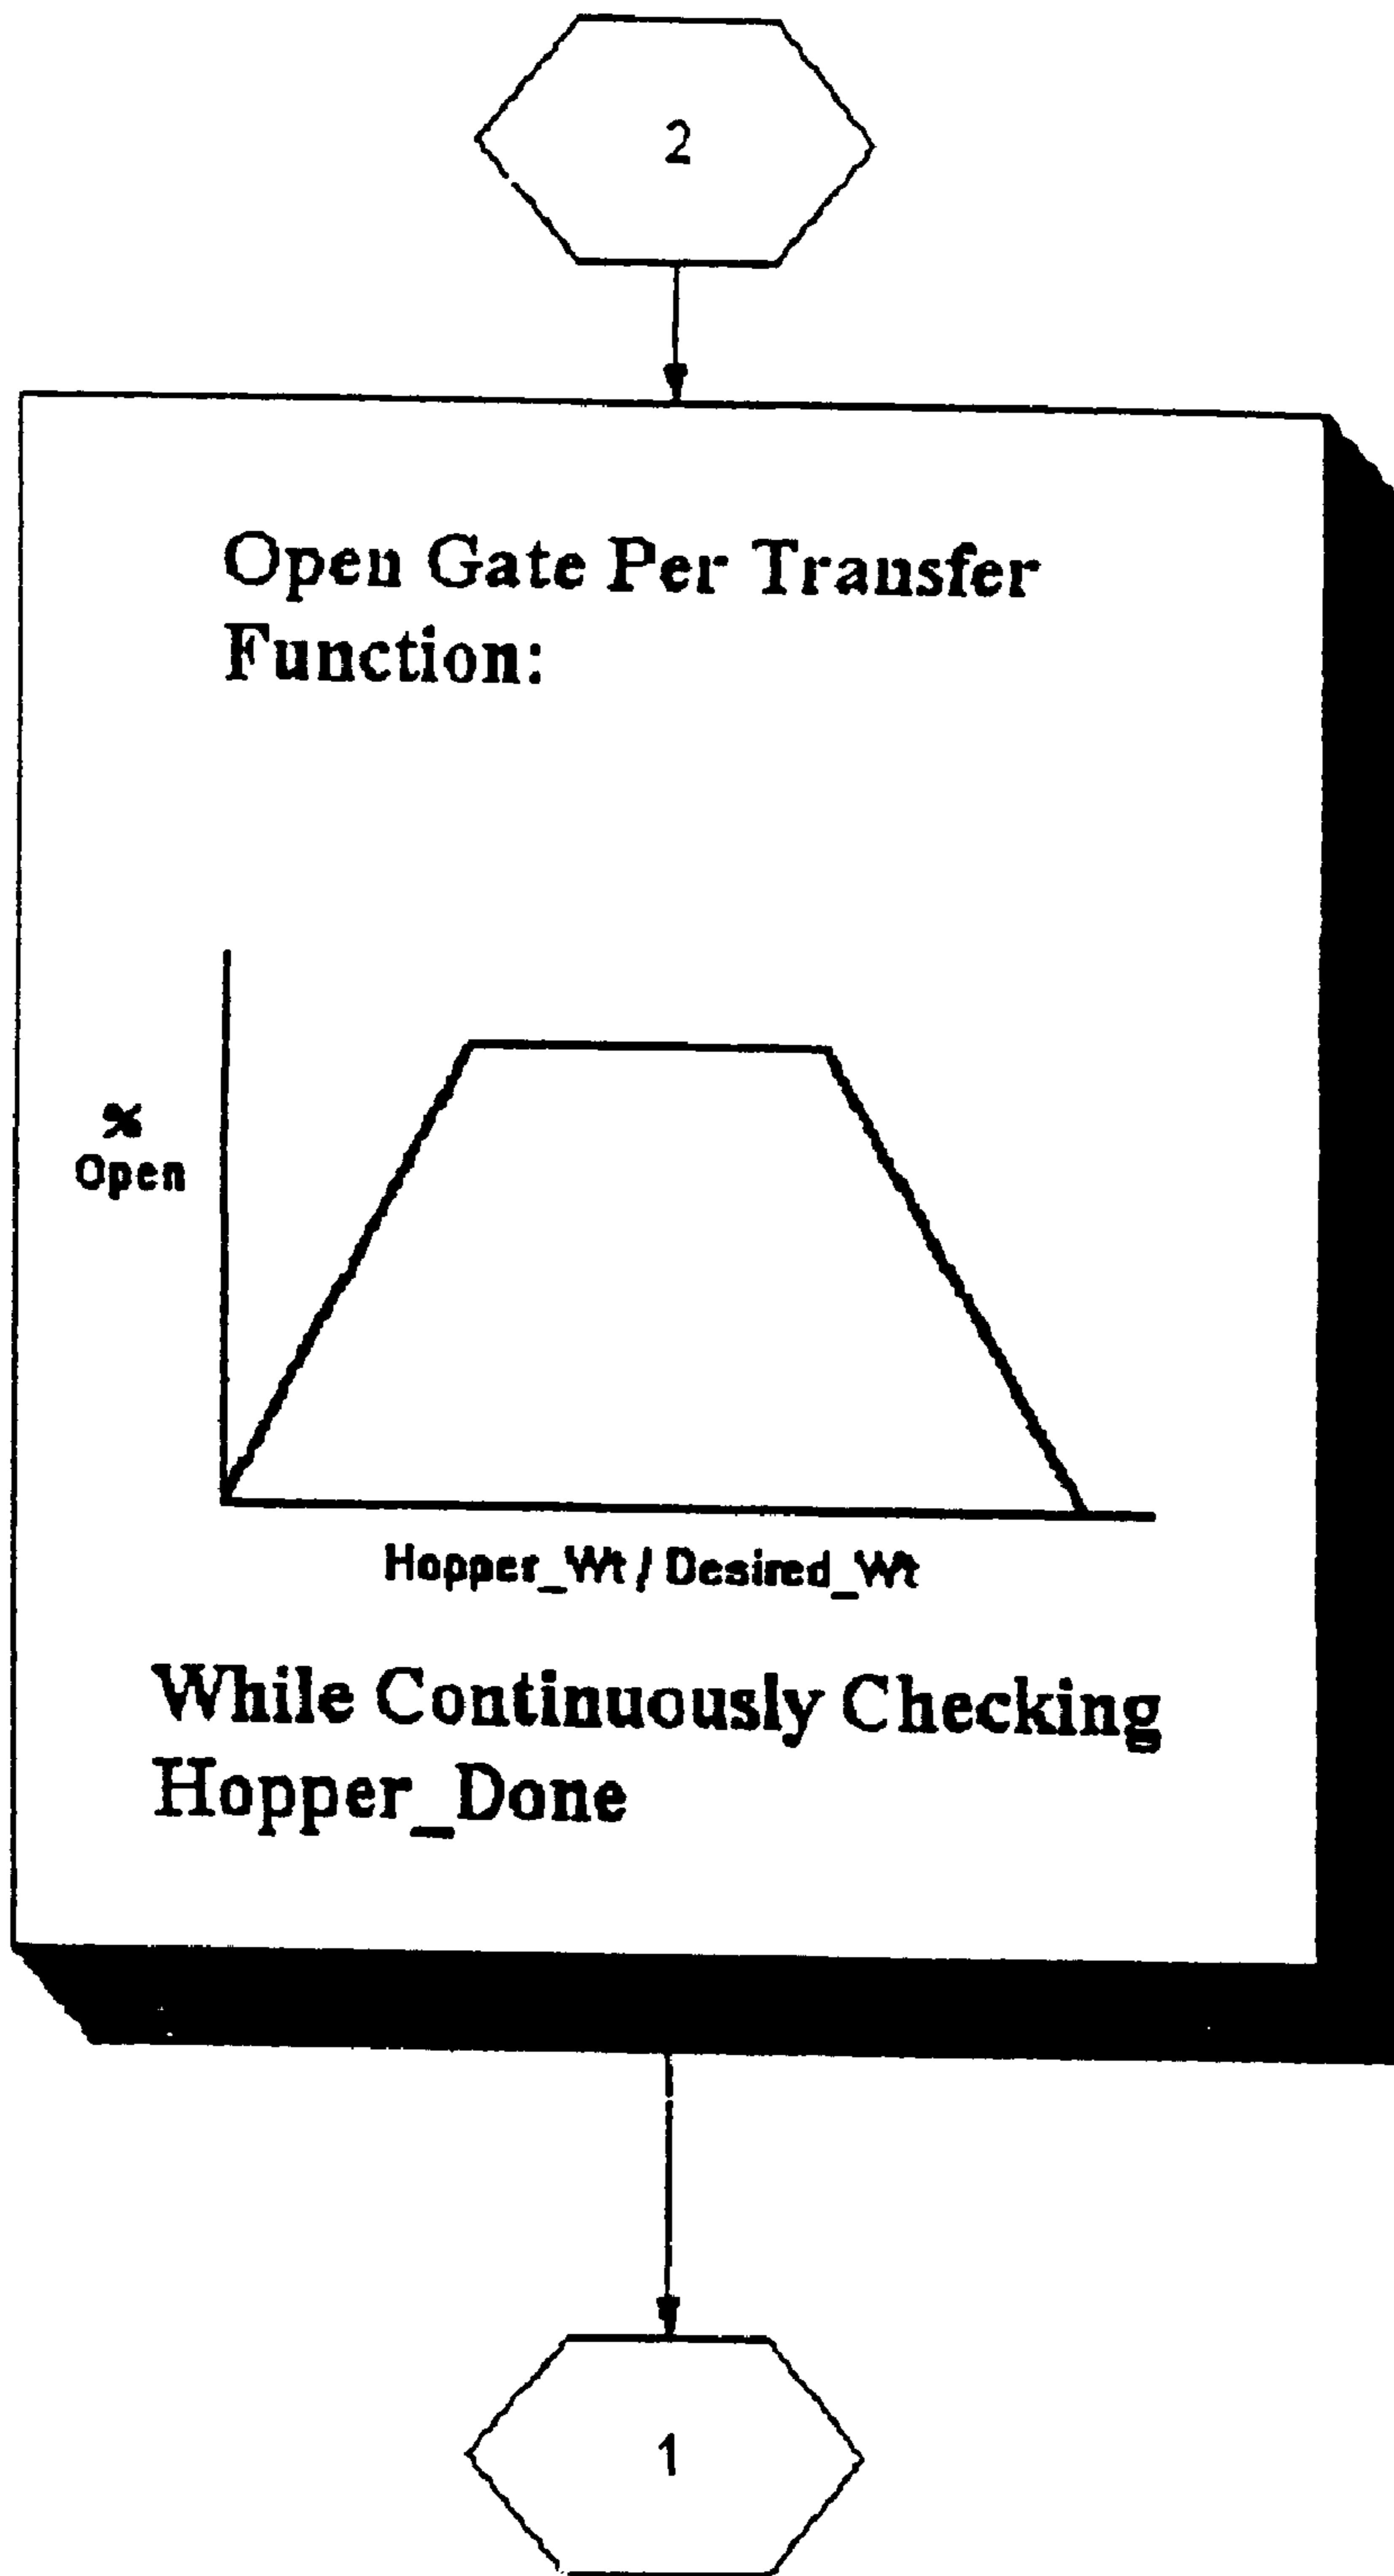 2
Open Gate Per Transfer
Function:
%
Open
Hopper_Wt / Desired_Wt
While Continuously Checking
Hopper_Done
1